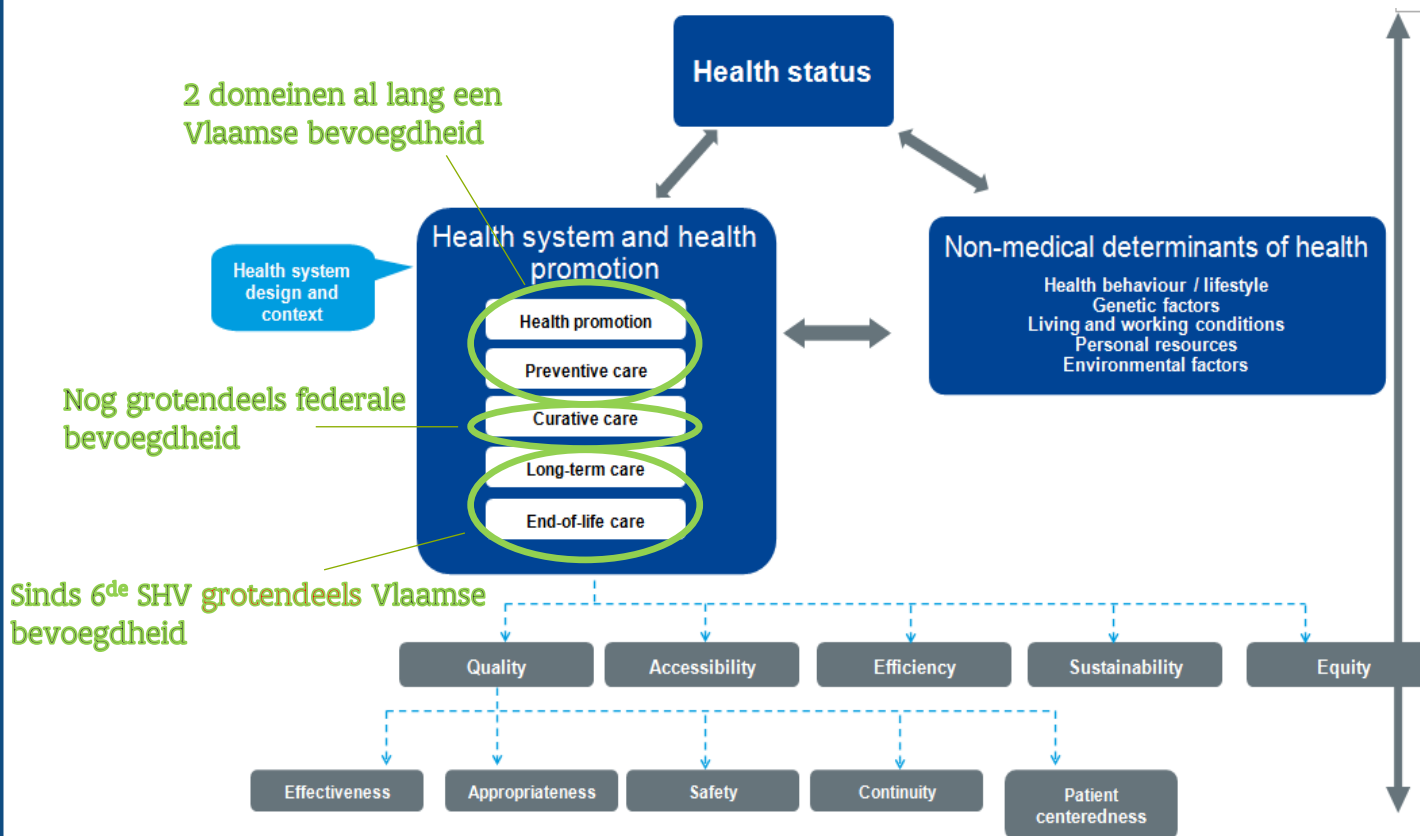 Health status
2 domeinen al lang een
Vlaamse bevoegdheid
Health system and health
promotion
Health system
design and
context
Health promotion
Preventive care
Curative care
Long-term care
End-of-life care
Non-medical determinants of health
Health behaviour / lifestyle
Genetic factors
Living and working conditions
Personal resources
Environmental factors
Nog grotendeels federale
bevoegdheid
Sinds 6de SHV grotendeels Vlaamse
bevoegdheid
Quality
Accessibility
Efficiency
Sustainability
Equity
Effectiveness
Appropriateness
Safety
Continuity
Patient
centeredness